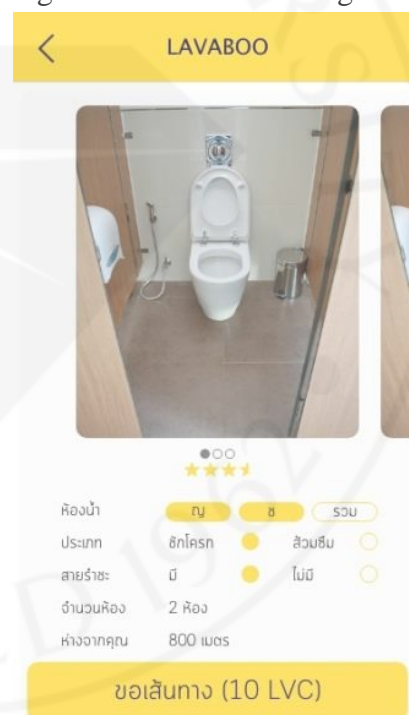 LAVABOO
ห้องน้ำ ญ ช รวม
ประเภท ชักโครก ส้วมซึม
สายชำระ มี ไม่มี
จำนวนห้อง 2 ห้อง
ห่างจากคุณ 800 เมตร
ขอเส้นทาง (10 LVC)